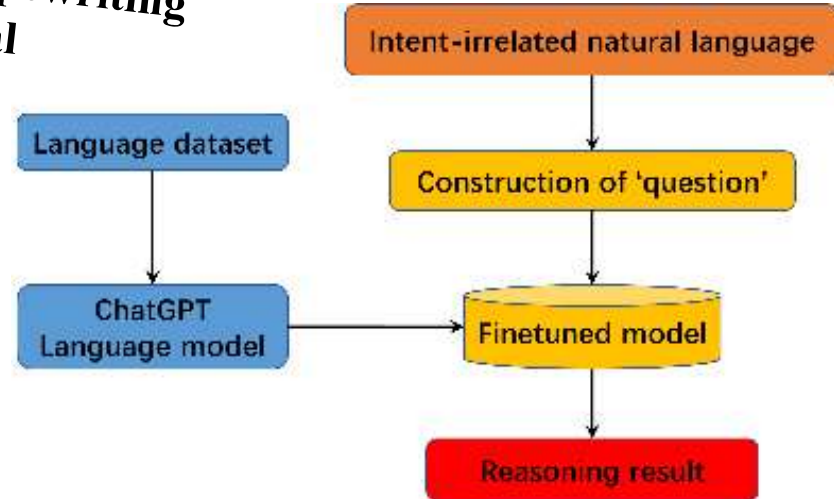 Intent-irrelated natural language
Language dataset
Construction of ‘question’
ChatGPT
Language model
Finetuned model
Reasoning result